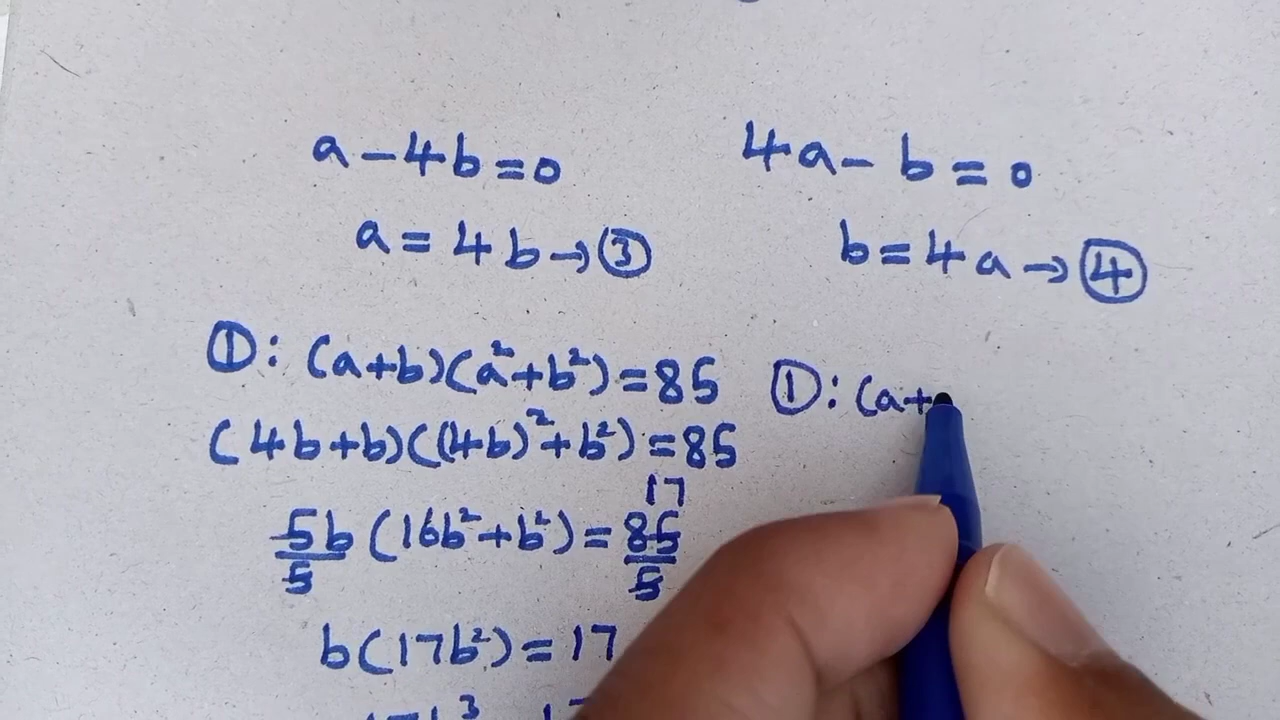 a - 4b = 0
a = 4b → ③
①: (a+b)(a²+b²) = 85
(4b+b)((4b)²+b²) = 85
17
5b (16b²+b²) = 85
5 5
b(17b²) = 17
4a - b = 0
b = 4a → ④
①: (a+